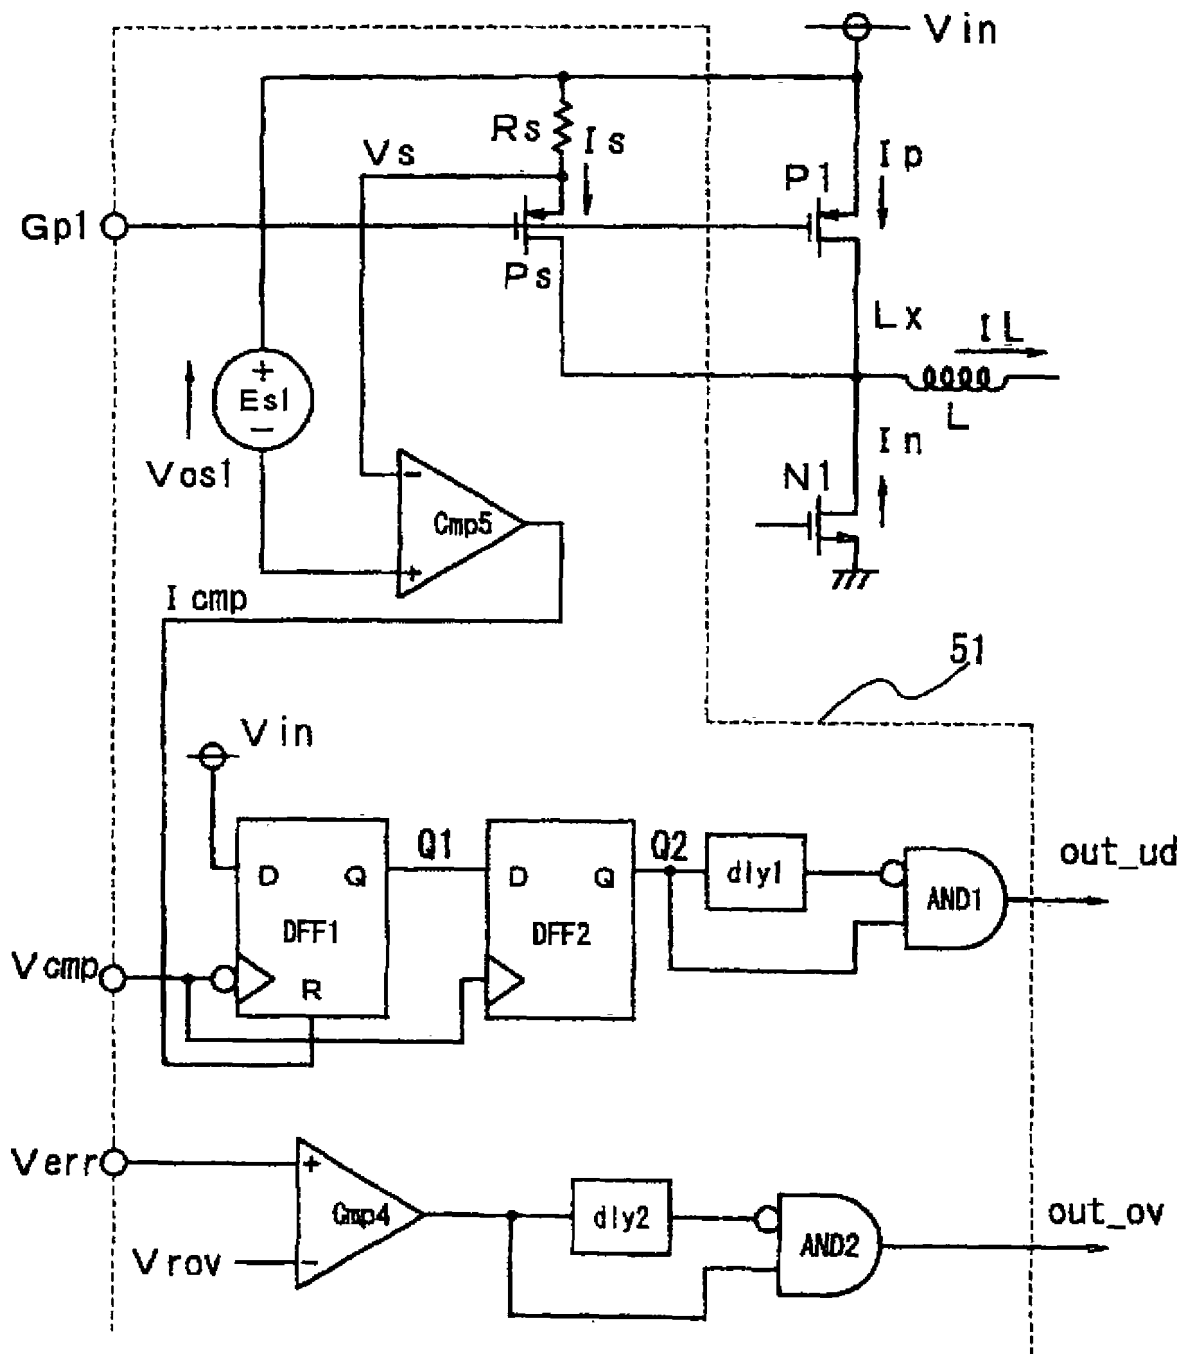 Vin
Rs
Is
Vs
Ip
P1
Gp1
Ps
Lx
IL
+
Es1
−
L
Vos1
In
N1
−
Cmp5
+
Icmp
51
Vin
D
Q
DFF1
R
Q1
D
Q
DFF2
Q2
dly1
AND1
out_ud
Vcmp
Verr
+
Cmp4
−
Vrov
dly2
AND2
out_ov